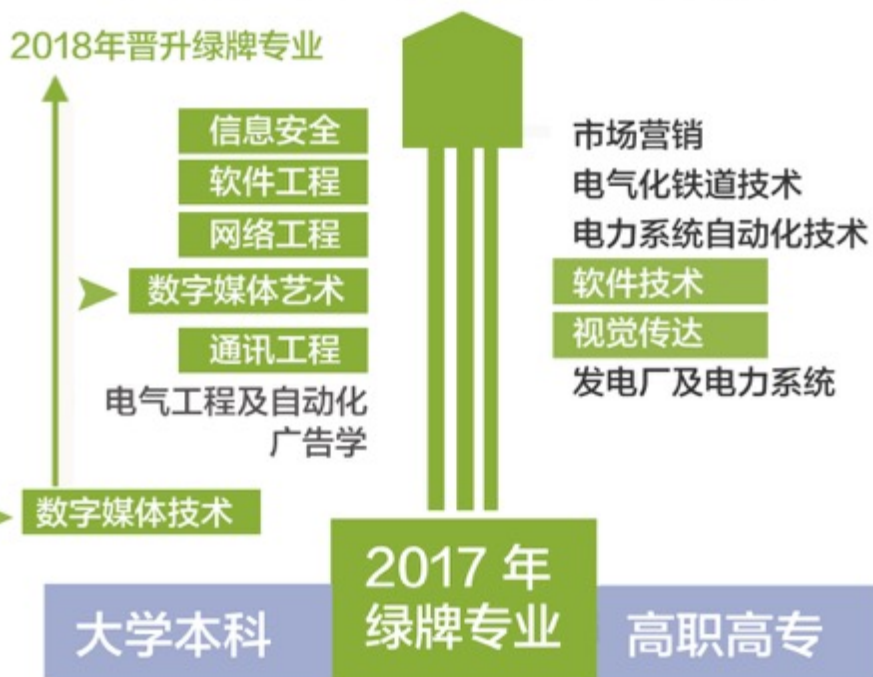 2018年晋升绿牌专业
信息安全
软件工程
网络工程
数字媒体艺术
通讯工程
电气工程及自动化
广告学
数字媒体技术
市场营销
电气化铁道技术
电力系统自动化技术
软件技术
视觉传达
发电厂及电力系统
大学本科
2017 年
绿牌专业
高职高专